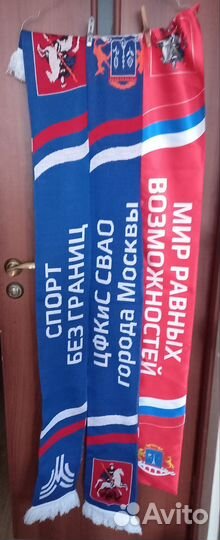 СПОРТ
БЕЗ ГРАНИЦ
ЦФКиС СВАО
города Москвы
МИР РАВНЫХ
ВОЗМОЖНОСТЕЙ
Avito